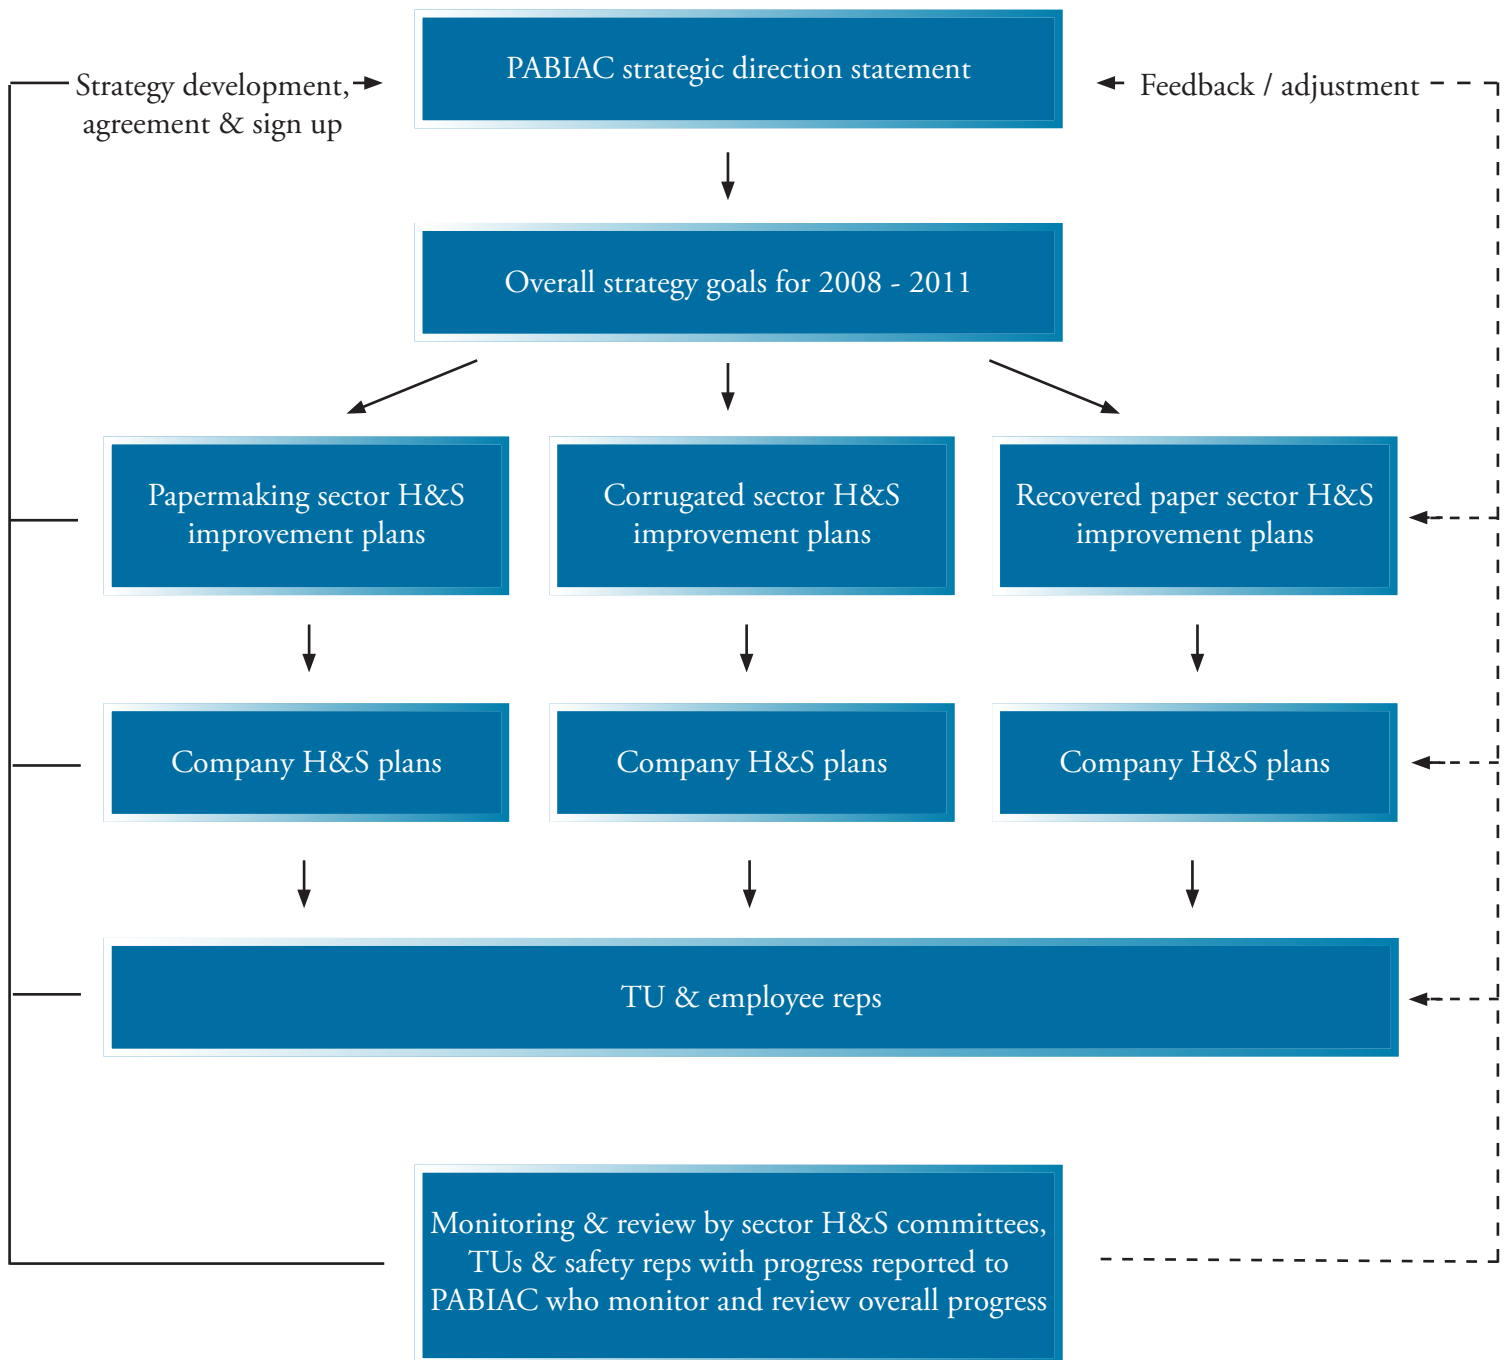 PABIAC strategic direction statement
Strategy development,
agreement & sign up
Feedback / adjustment
Overall strategy goals for 2008 - 2011
Papermaking sector H&S
improvement plans
Corrugated sector H&S
improvement plans
Recovered paper sector H&S
improvement plans
Company H&S plans
Company H&S plans
Company H&S plans
TU & employee reps
Monitoring & review by sector H&S committees,
TUs & safety reps with progress reported to
PABIAC who monitor and review overall progress